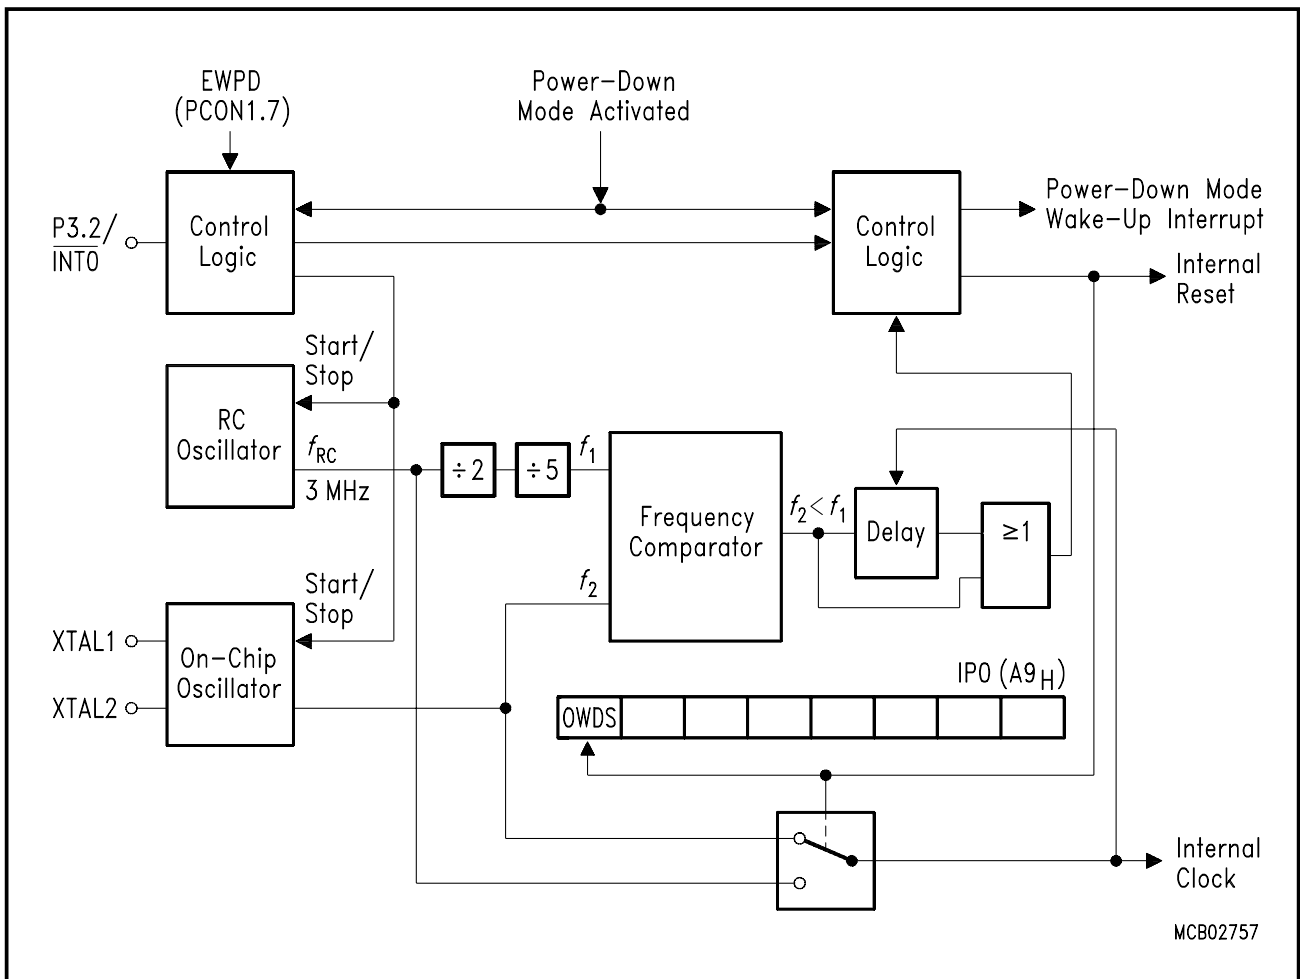 EWPD
(PCON1.7)
Power-Down
Mode Activated
P3.2/
INT0
Control
Logic
Control
Logic
Power-Down Mode
Wake-Up Interrupt
Internal
Reset
Start/
Stop
RC
Oscillator
fRC
3 MHz
÷2
÷5
f1
Frequency
Comparator
f2<f1
Delay
≥1
f2
Start/
Stop
XTAL1
XTAL2
On-Chip
Oscillator
IP0 (A9H)
OWDS
Internal
Clock
MCB02757